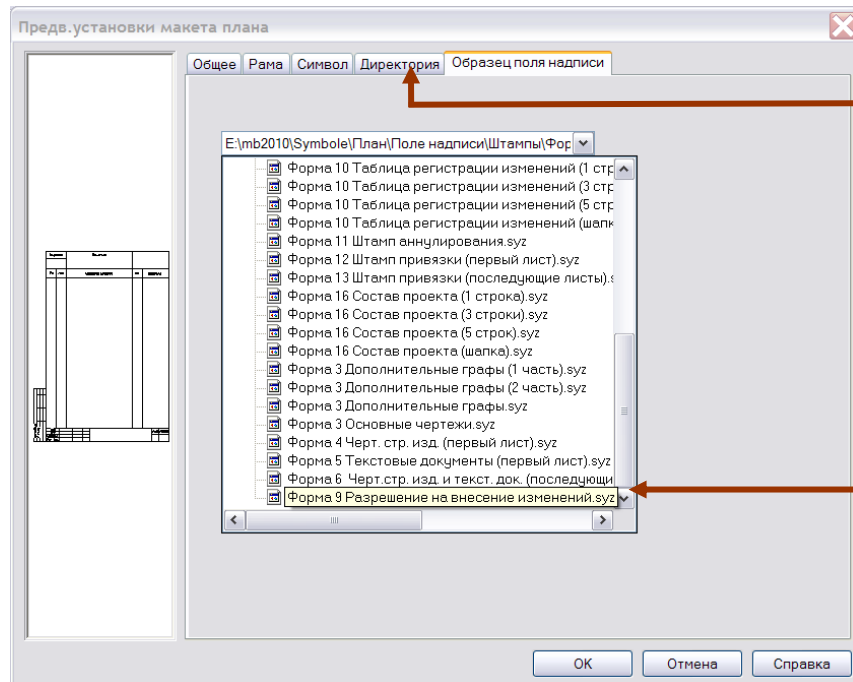 Предв.установки макета плана
Общее Рама Символ Директория Образец поля надписи
E:\mb2010\Symbole\План\Поле надписи\Штампы\Фор
Форма 10 Таблица регистрации изменений (1 стр
Форма 10 Таблица регистрации изменений (3 стр
Форма 10 Таблица регистрации изменений (5 стр
Форма 10 Таблица регистрации изменений (шапк
Форма 11 Штамп аннулирования.syz
Форма 12 Штамп привязки (первый лист).syz
Форма 13 Штамп привязки (последующие листы).s
Форма 16 Состав проекта (1 строка).syz
Форма 16 Состав проекта (3 строки).syz
Форма 16 Состав проекта (5 строк).syz
Форма 16 Состав проекта (шапка).syz
Форма 3 Дополнительные графы (1 часть).syz
Форма 3 Дополнительные графы (2 часть).syz
Форма 3 Дополнительные графы.syz
Форма 3 Основные чертежи.syz
Форма 4 Черт. стр. изд. (первый лист).syz
Форма 5 Текстовые документы (первый лист).syz
Форма 6 Черт.стр. изд. и текст. док. (последующи
Форма 9 Разрешение на внесение изменений.syz
OK Отмена Справка